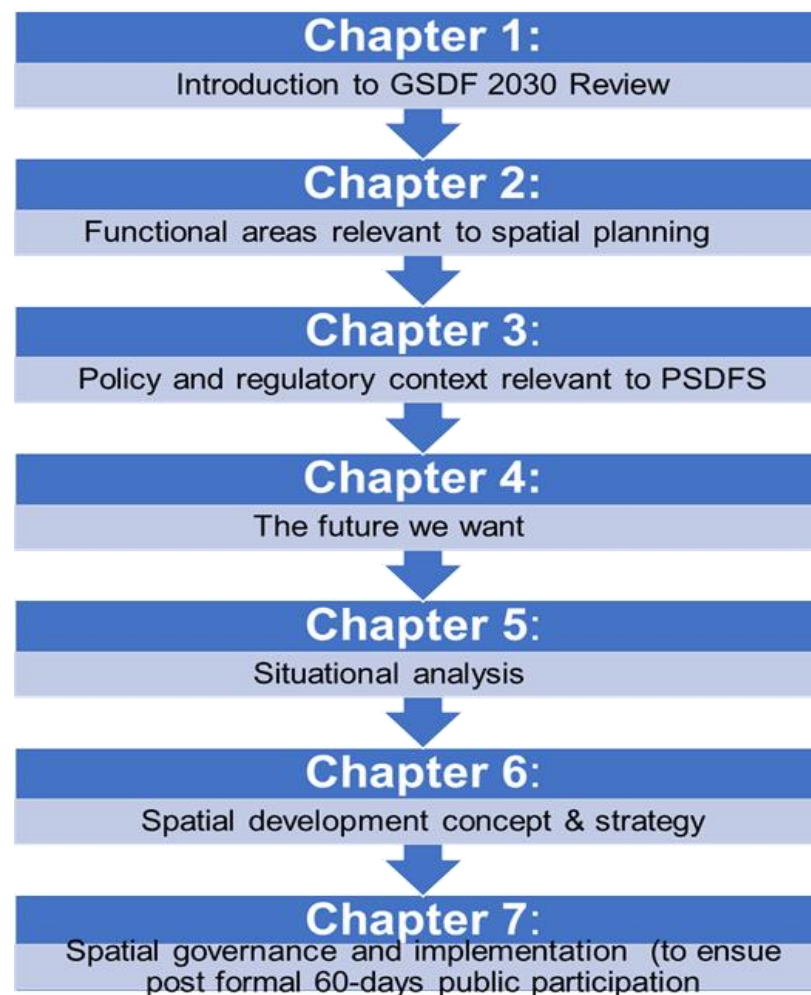 Chapter 1:
Introduction to GSDF 2030 Review
Chapter 2:
Functional areas relevant to spatial planning
Chapter 3:
Policy and regulatory context relevant to PSDFS
Chapter 4:
The future we want
Chapter 5:
Situational analysis
Chapter 6:
Spatial development concept & strategy
Chapter 7:
Spatial governance and implementation (to ensue
post formal 60-days public participation